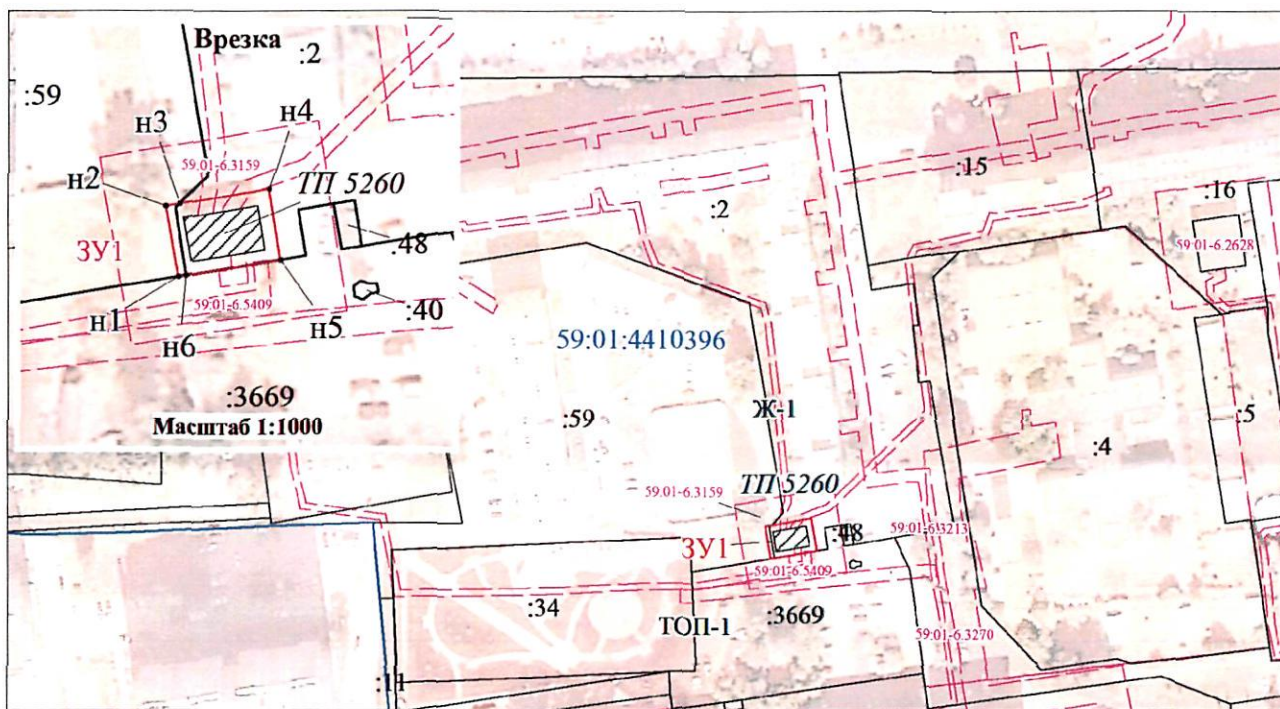 Врезка
:2
:59
н3
н4
59:01-6.3159
н2
ТП 5260
ЗУ1
:48
59:01-6.5409
:40
н1
н5
н6
:3669
Масштаб 1:1000
:15
:2
:16
59:01-6.2628
59:01:4410396
Ж-1
:59
:4
:5
59:01-6.3159
ТП 5260
ЗУ1
:48
59:01-6.3213
59:01-6.5409
:34
ТОП-1
:3669
59:01-6.3270
:11